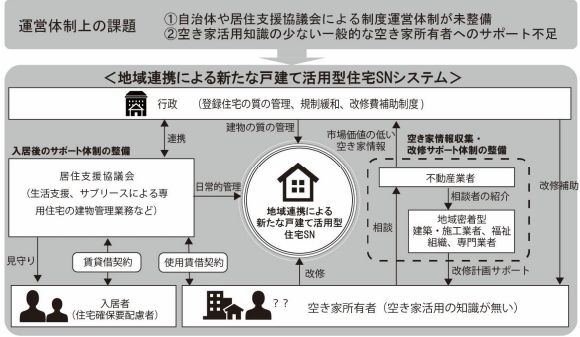 運営体制上の課題
①自治体や居住支援協議会による制度運営体制が未整備
②空き家活用知識の少ない一般的な空き家所有者へのサポート不足
＜地域連携による新たな戸建て活用型住宅SNシステム＞
行政　（登録住宅の質の管理、規制緩和、改修費補助制度）
連携
建物の質の管理
市場価値の低い
空き家情報
入居後のサポート体制の整備
空き家情報収集・
改修サポート体制の整備
居住支援協議会
（生活支援、サブリースによる専
用住宅の建物管理業務など）
日常的管理
地域連携による
新たな戸建て活用型
住宅SN
不動産業者
相談者の紹介
地域密着型
建築・施工業者、福祉
組織、専門業者
相談
改修補助
見守り
賃貸借契約
使用賃借契約
改修
改修計画サポート
入居者
（住宅確保要配慮者）
？？
空き家所有者（空き家活用の知識が無い）